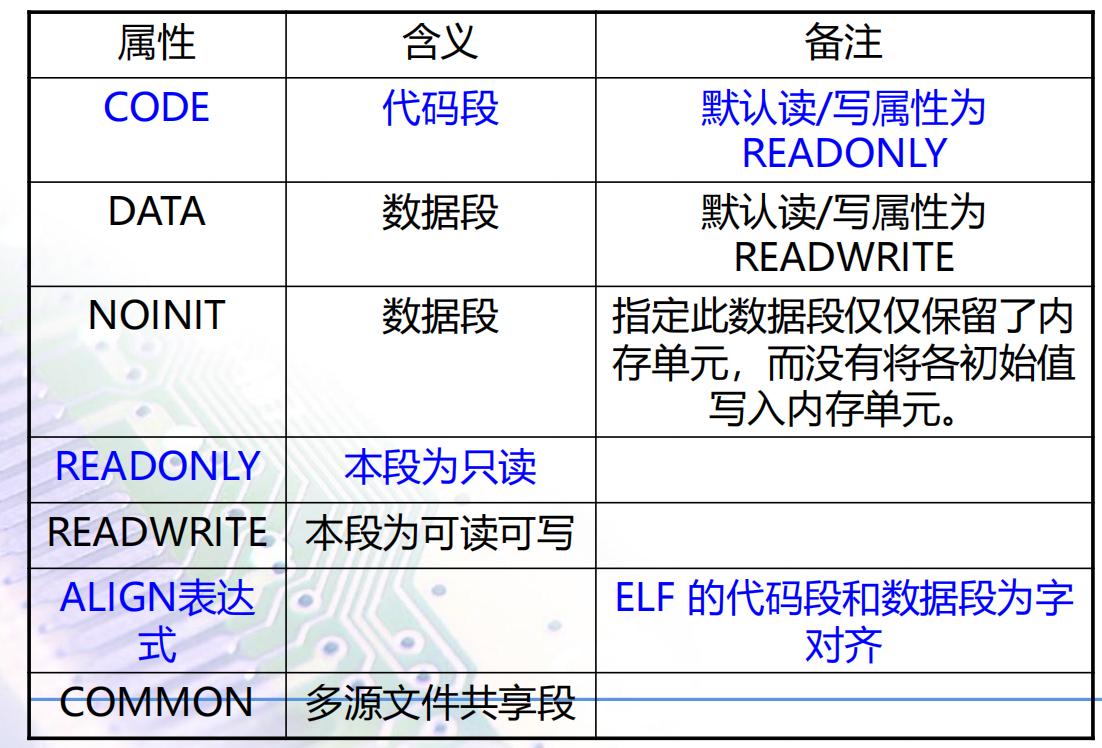 属性 含义 备注
CODE 代码段 默认读/写属性为
READONLY
DATA 数据段 默认读/写属性为
READWRITE
NOINIT 数据段 指定此数据段仅仅保留了内
存单元，而没有将各初始值
写入内存单元。
READONLY 本段为只读
READWRITE 本段为可读可写
ALIGN表达 ELF 的代码段和数据段为字
式 对齐
COMMON 多源文件共享段